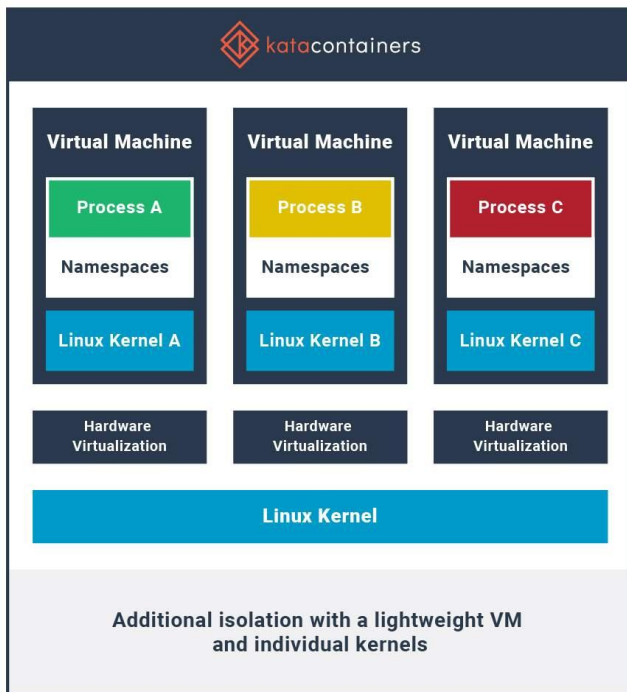 katacontainers
Virtual Machine
Process A
Namespaces
Linux Kernel A
Virtual Machine
Process B
Namespaces
Linux Kernel B
Virtual Machine
Process C
Namespaces
Linux Kernel C
Hardware
Virtualization
Hardware
Virtualization
Hardware
Virtualization
Linux Kernel
Additional isolation with a lightweight VM
and individual kernels